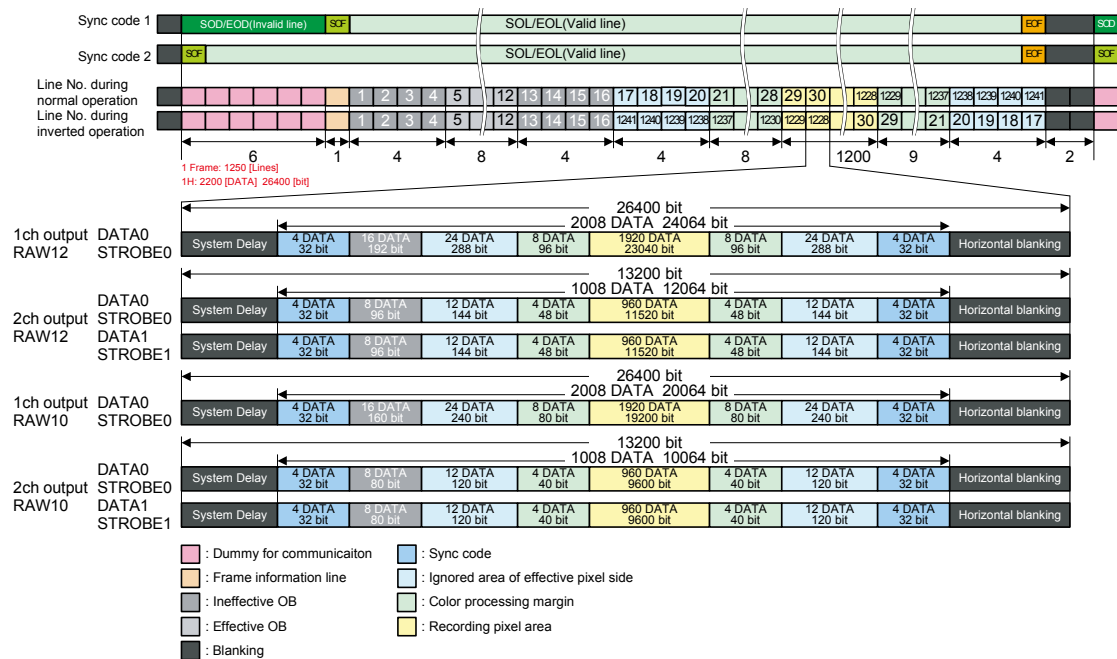 Sync code 1 SOD/EOD(Invalid line) SOF SOL/EOL(Valid line) EOF SOD
Sync code 2 SOF SOL/EOL(Valid line) EOF SOF
Line No. during
normal operation 1 2 3 4 5 12 13 14 15 16 17 18 19 20 21 28 29 30 1228 1229 1237 1238 1239 1240 1241
Line No. during
inverted operation 1 2 3 4 5 12 13 14 15 16 1241 1240 1239 1238 1237 1230 1229 1228 30 29 21 20 19 18 17
6 1 4 8 4 4 8 1200 9 4 2
1 Frame: 1250 [Lines]
1H: 2200 [DATA] 26400 [bit]
26400 bit
2008 DATA 24064 bit
1ch output DATA0
RAW12 STROBE0
System Delay 4 DATA 16 DATA 24 DATA 8 DATA 1920 DATA 8 DATA 24 DATA 4 DATA Horizontal blanking
32 bit 192 bit 288 bit 96 bit 23040 bit 96 bit 288 bit 32 bit
13200 bit
1008 DATA 12064 bit
2ch output
RAW12
DATA0
STROBE0
System Delay 4 DATA 8 DATA 12 DATA 4 DATA 960 DATA 4 DATA 12 DATA 4 DATA Horizontal blanking
32 bit 96 bit 144 bit 48 bit 11520 bit 48 bit 144 bit 32 bit
DATA1
STROBE1
System Delay 4 DATA 8 DATA 12 DATA 4 DATA 960 DATA 4 DATA 12 DATA 4 DATA Horizontal blanking
32 bit 96 bit 144 bit 48 bit 11520 bit 48 bit 144 bit 32 bit
26400 bit
2008 DATA 20064 bit
1ch output DATA0
RAW10 STROBE0
System Delay 4 DATA 16 DATA 24 DATA 8 DATA 1920 DATA 8 DATA 24 DATA 4 DATA Horizontal blanking
32 bit 160 bit 240 bit 80 bit 19200 bit 80 bit 240 bit 32 bit
13200 bit
1008 DATA 10064 bit
2ch output
RAW10
DATA0
STROBE0
System Delay 4 DATA 8 DATA 12 DATA 4 DATA 960 DATA 4 DATA 12 DATA 4 DATA Horizontal blanking
32 bit 80 bit 120 bit 40 bit 9600 bit 40 bit 120 bit 32 bit
DATA1
STROBE1
System Delay 4 DATA 8 DATA 12 DATA 4 DATA 960 DATA 4 DATA 12 DATA 4 DATA Horizontal blanking
32 bit 80 bit 120 bit 40 bit 9600 bit 40 bit 120 bit 32 bit
: Dummy for communicaiton
: Frame information line
: Ineffective OB
: Effective OB
: Blanking
: Sync code
: Ignored area of effective pixel side
: Color processing margin
: Recording pixel area